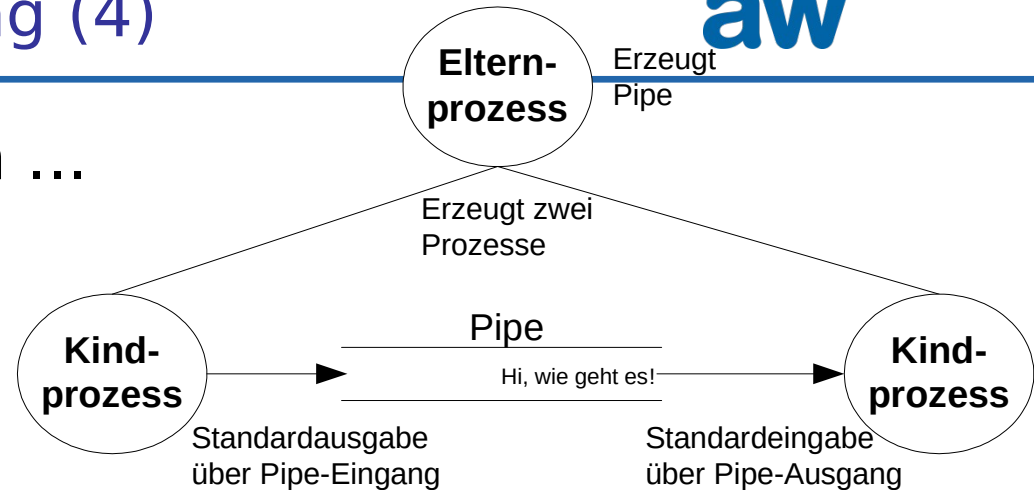 g (4)
aw
Eltern-
prozess
Erzeugt
Pipe
...
Erzeugt zwei
Prozesse
Pipe
Kind-
prozess
Hi, wie geht es!
Kind-
prozess
Standardausgabe
über Pipe-Eingang
Standardeingabe
über Pipe-Ausgang